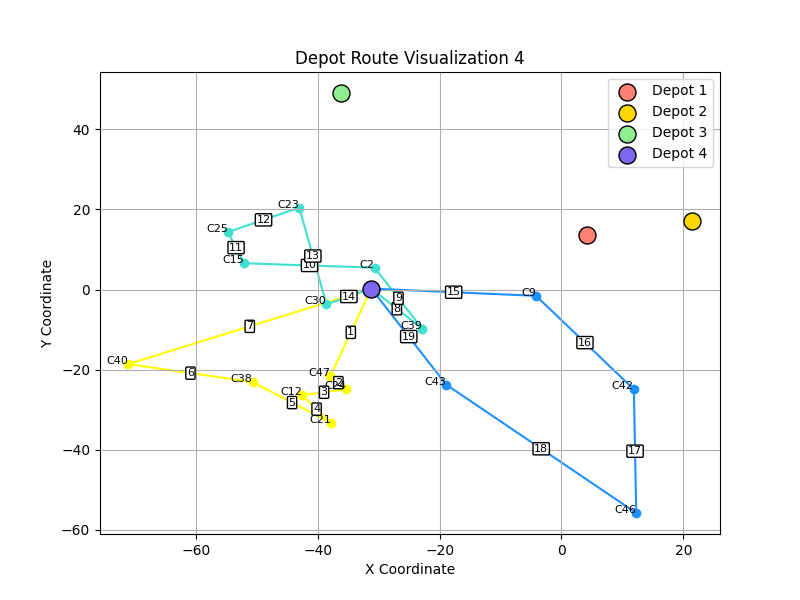 Depot Route Visualization 4
Depot 1
Depot 2
Depot 3
Depot 4
Y Coordinate
40
20
0
−20
−40
−60
C23
12
C25
11
13
C15
10
C2
C30
14
9
8
C39
19
15
C9
7
1
16
C40
6
C38
C47
2
C24
3
C12
5
4
C21
C43
C42
18
17
C46
−60
−40
−20
0
20
X Coordinate